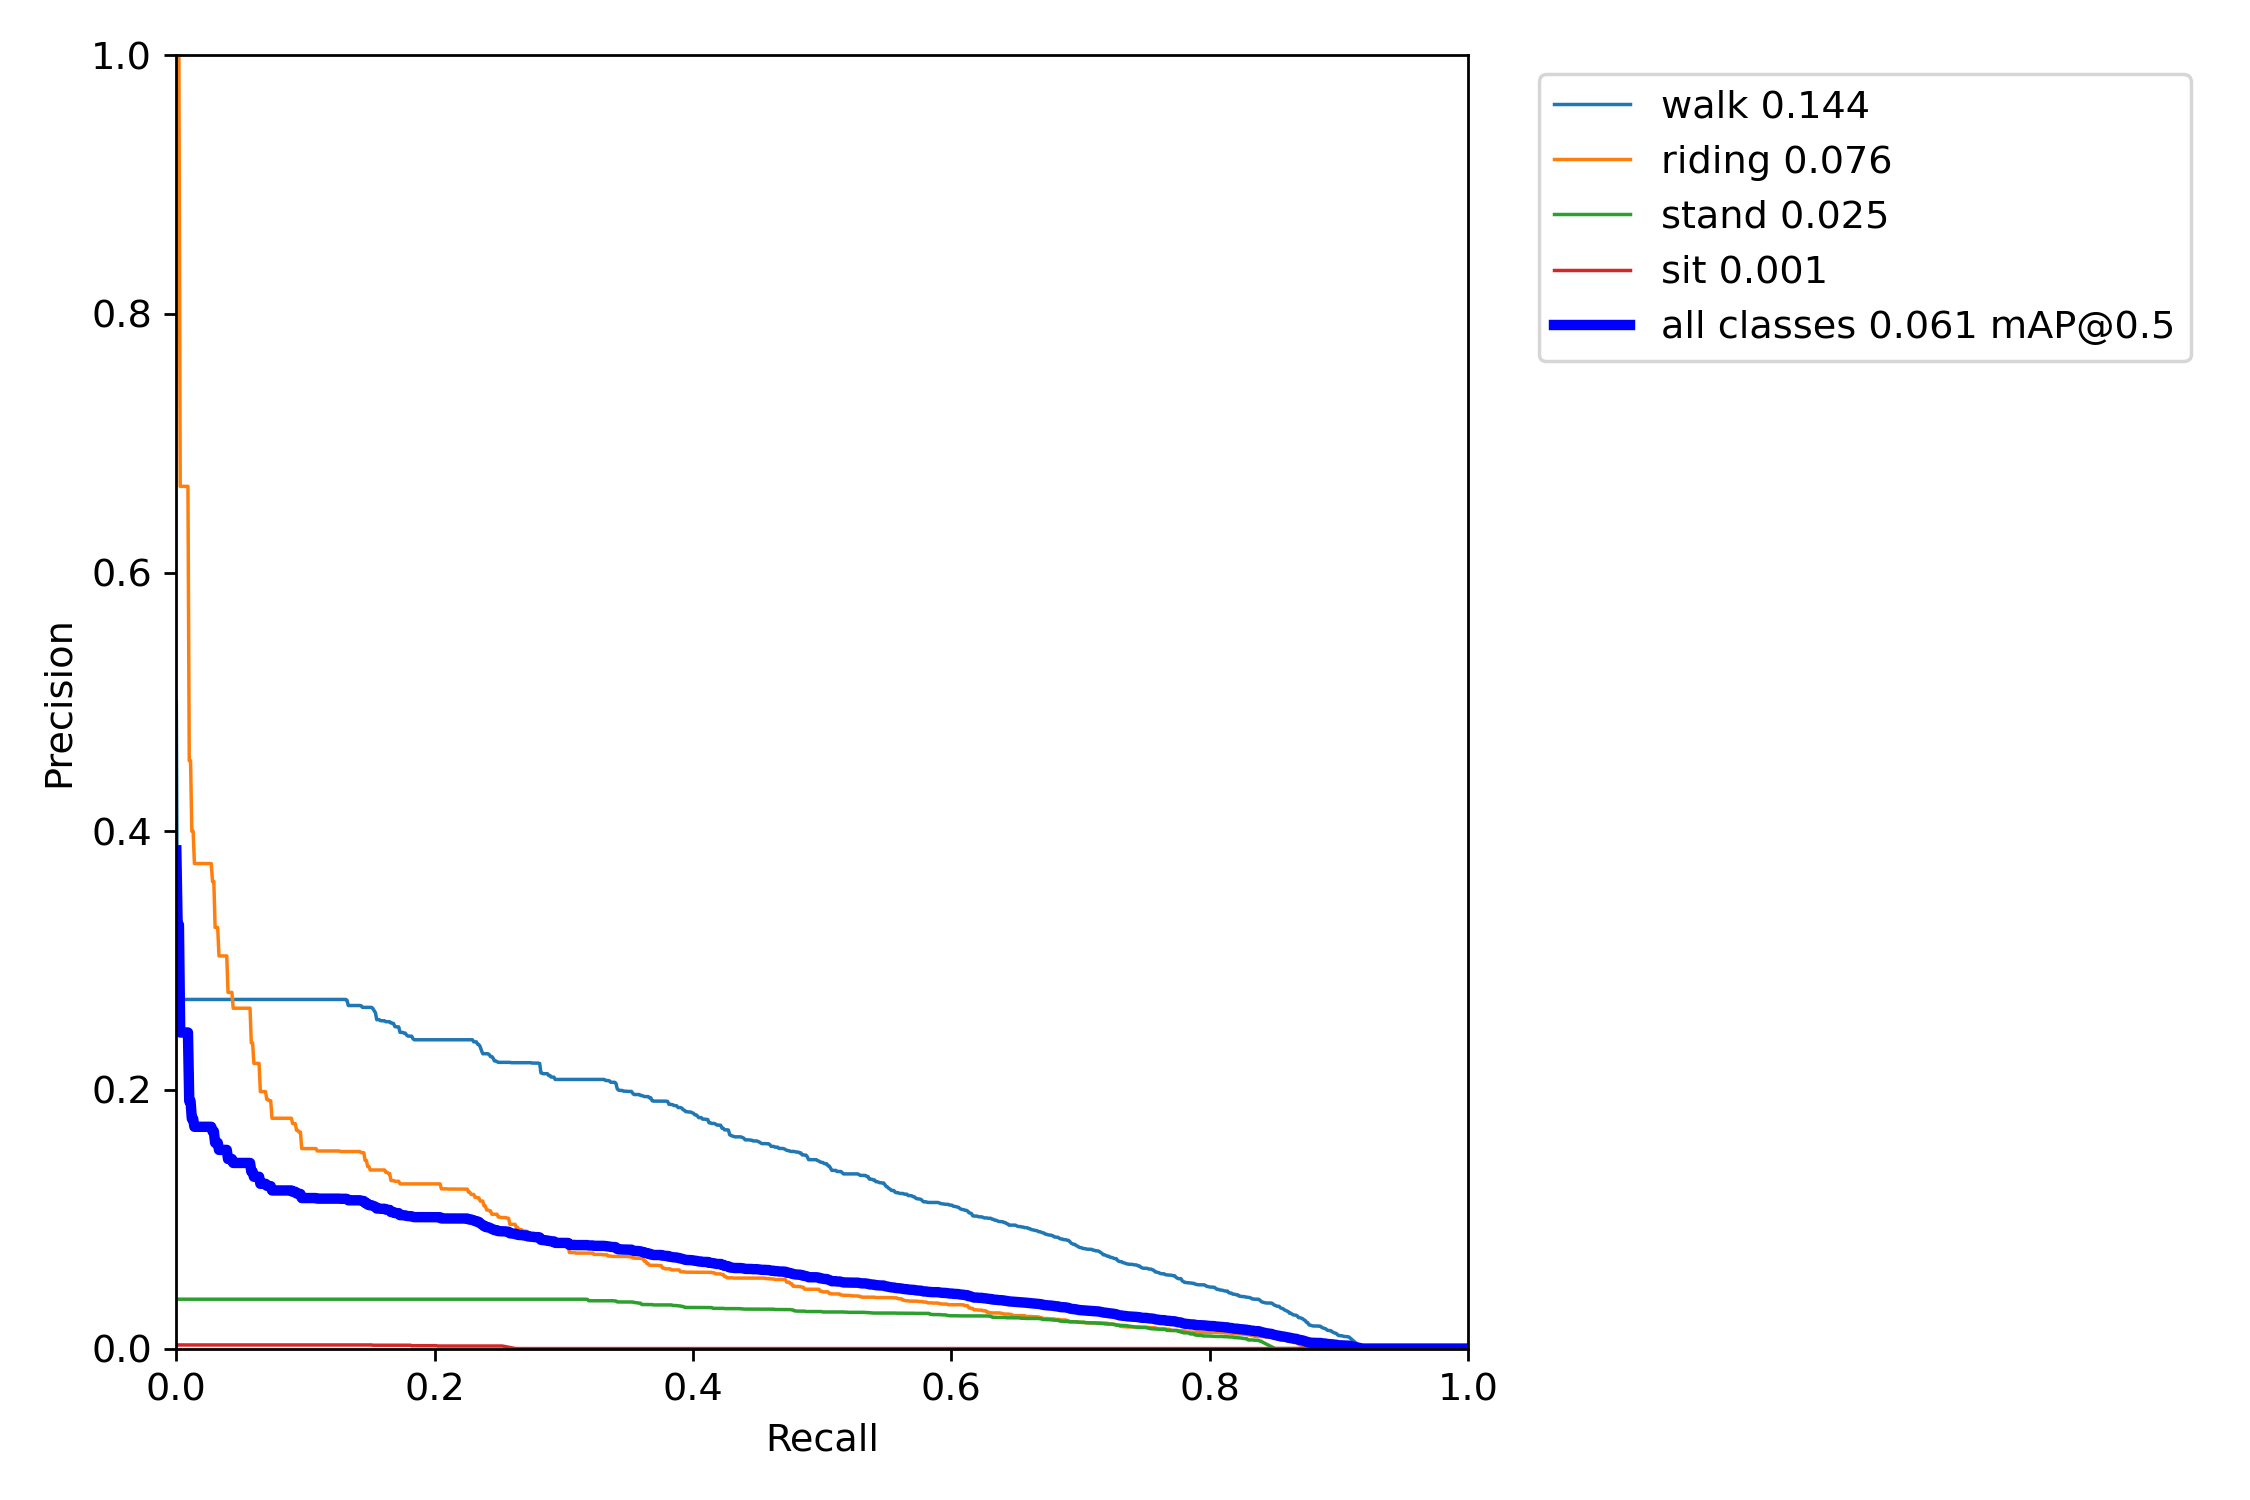 1.0
0.8
0.6
0.4
0.2
0.0
Precision
0.0 0.2 0.4 0.6 0.8 1.0
Recall
walk 0.144
riding 0.076
stand 0.025
sit 0.001
all classes 0.061 mAP@0.5